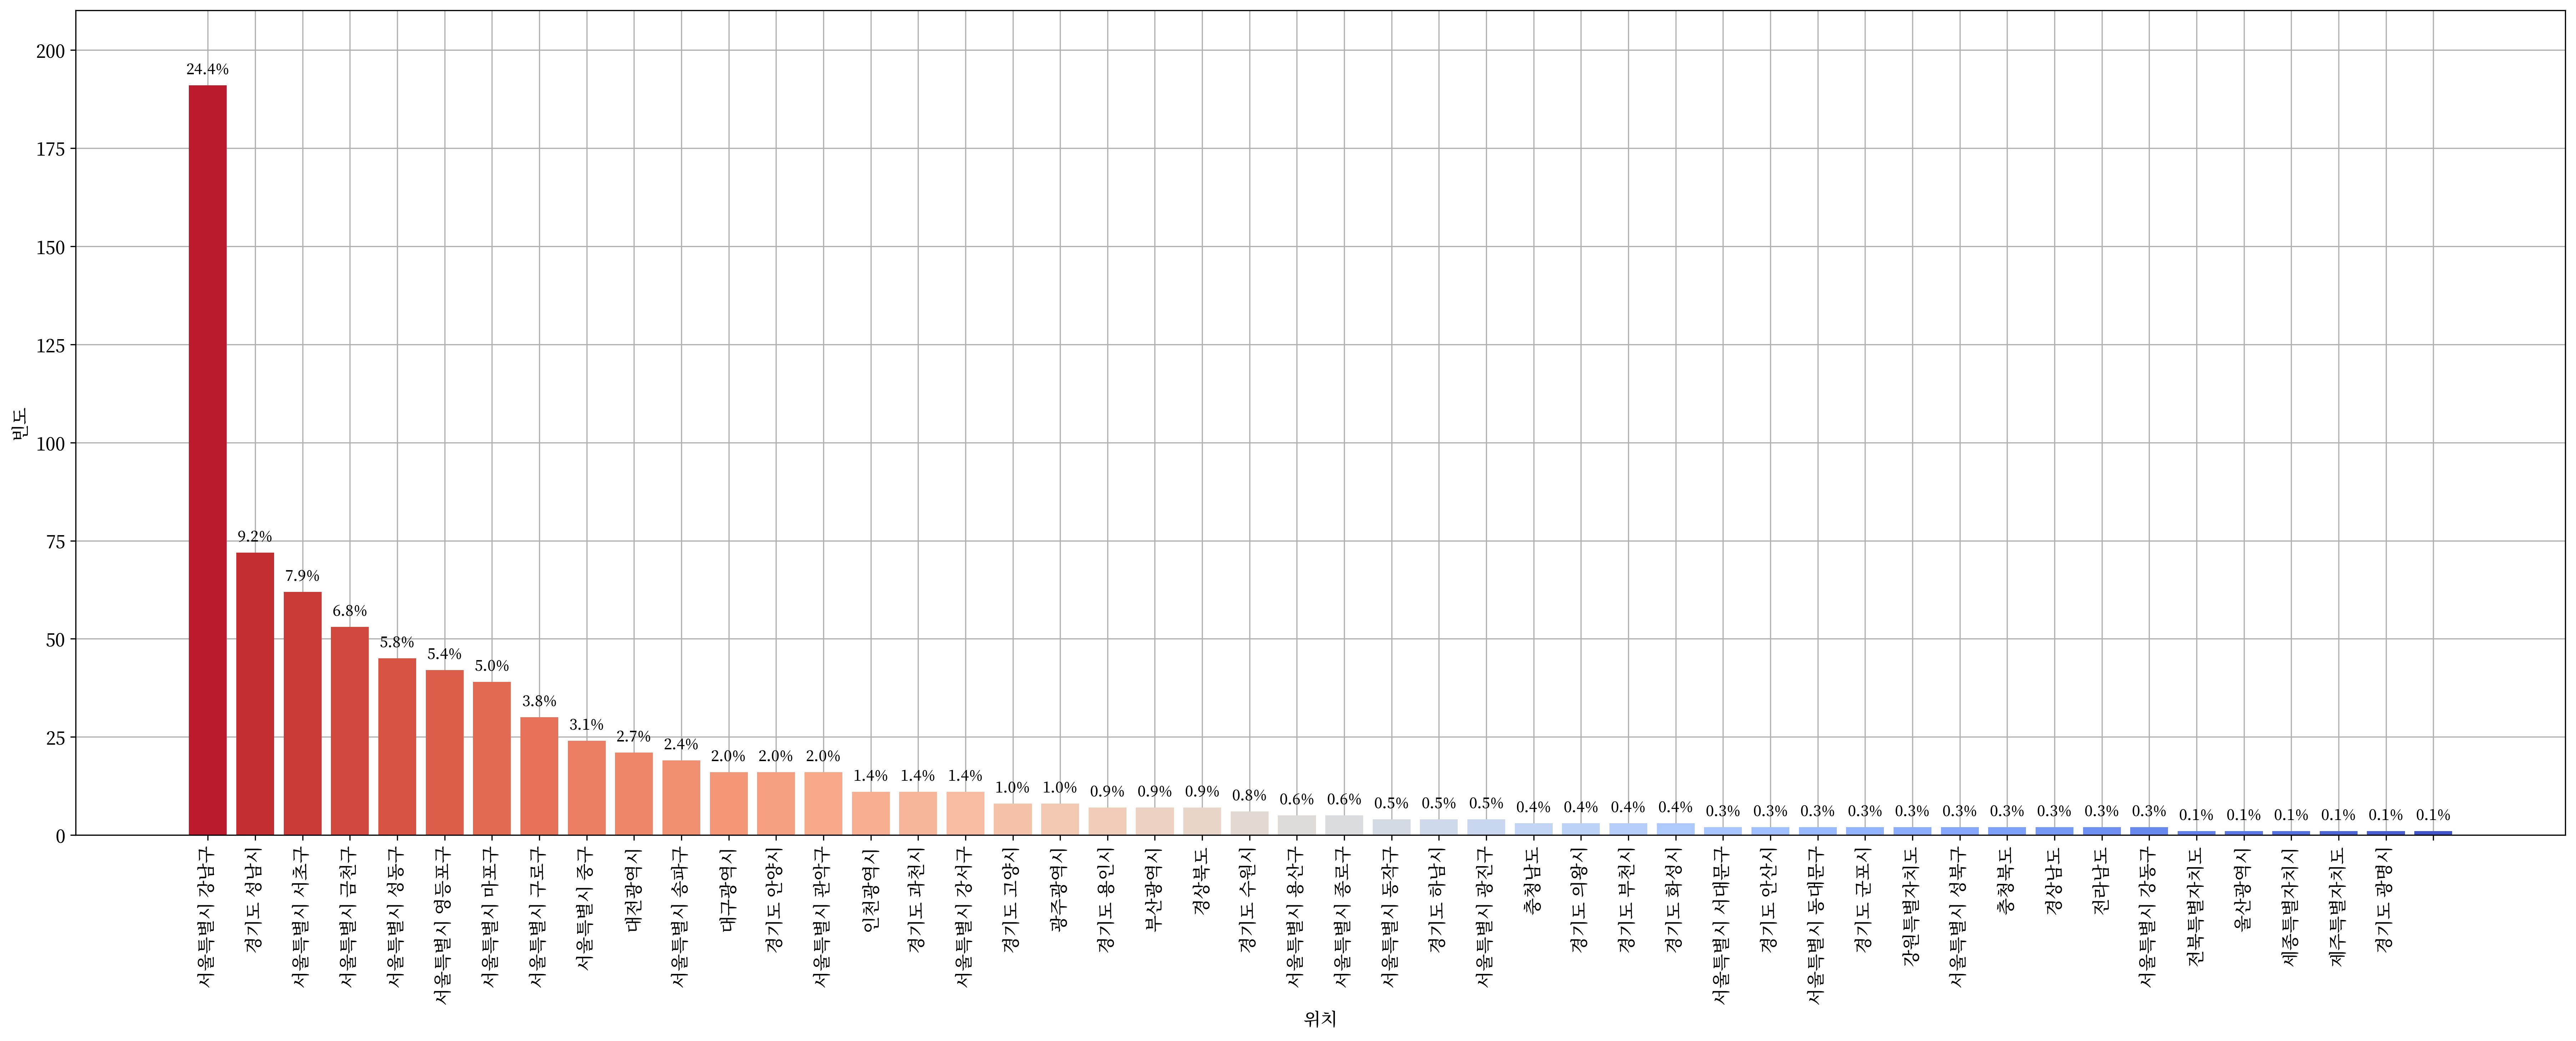 빈도
200
175
150
125
100
75
50
25
0
24.4%
9.2%
7.9%
6.8%
5.8%
5.4%
5.0%
3.8%
3.1%
2.7%
2.4%
2.0%
2.0%
2.0%
1.4%
1.4%
1.4%
1.0%
1.0%
0.9%
0.9%
0.9%
0.8%
0.6%
0.6%
0.5%
0.5%
0.5%
0.4%
0.4%
0.4%
0.4%
0.3%
0.3%
0.3%
0.3%
0.3%
0.3%
0.3%
0.3%
0.3%
0.3%
0.1%
0.1%
0.1%
0.1%
0.1%
0.1%
서울특별시 강남구
경기도 성남시
서울특별시 서초구
서울특별시 금천구
서울특별시 성동구
서울특별시 영등포구
서울특별시 마포구
서울특별시 구로구
서울특별시 중구
대전광역시
서울특별시 송파구
대구광역시
경기도 안양시
서울특별시 관악구
인천광역시
경기도 과천시
서울특별시 강서구
경기도 고양시
광주광역시
경기도 용인시
부산광역시
경상북도
경기도 수원시
서울특별시 용산구
서울특별시 종로구
서울특별시 동작구
경기도 하남시
서울특별시 광진구
충청남도
경기도 의왕시
경기도 부천시
경기도 화성시
서울특별시 서대문구
경기도 안산시
서울특별시 동대문구
경기도 군포시
강원특별자치도
서울특별시 성북구
충청북도
경상남도
전라남도
서울특별시 강동구
전북특별자치도
울산광역시
세종특별자치시
제주특별자치도
경기도 광명시
위치